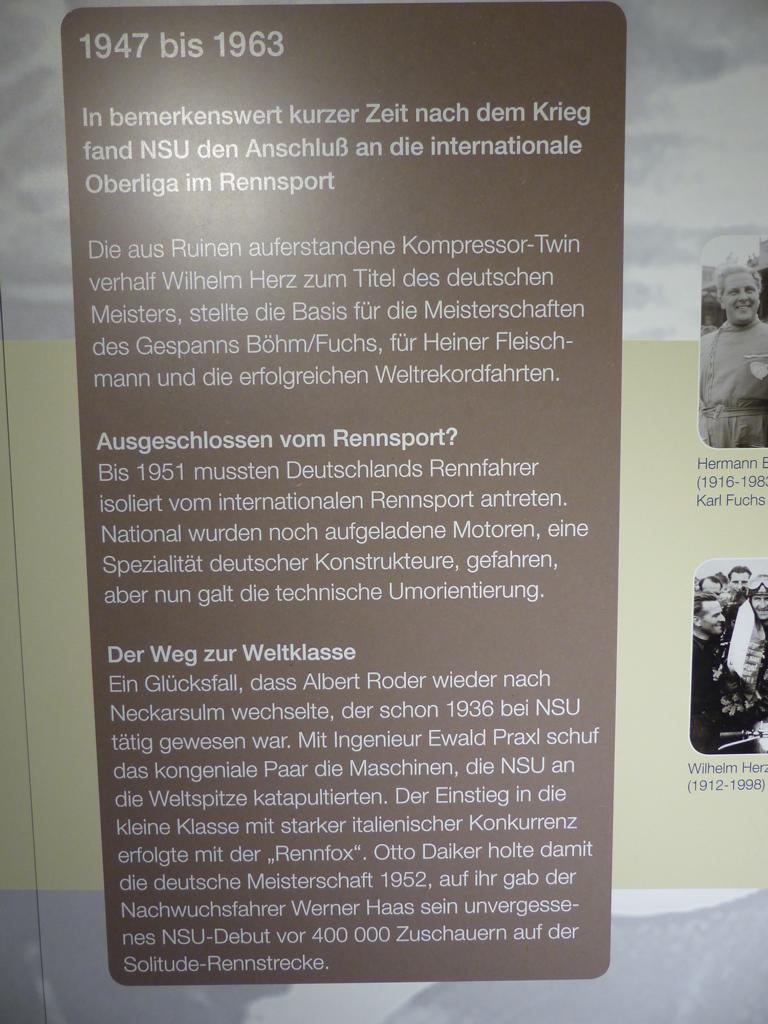 1947 bis 1963
In bemerkenswert kurzer Zeit nach dem Krieg
fand NSU den Anschluß an die internationale
Oberliga im Rennsport
Die aus Ruinen auferstandene Kompressor-Twin
verhalf Wilhelm Herz zum Titel des deutschen
Meisters, stellte die Basis für die Meisterschaften
des Gespanns Böhm/Fuchs, für Heiner Fleisch-
mann und die erfolgreichen Weltrekordfahrten.
Ausgeschlossen vom Rennsport?
Bis 1951 mussten Deutschlands Rennfahrer
isoliert vom internationalen Rennsport antreten.
National wurden noch aufgeladene Motoren, eine
Spezialität deutscher Konstrukteure, gefahren,
aber nun galt die technische Umorientierung.
Der Weg zur Weltklasse
Ein Glücksfall, dass Albert Roder wieder nach
Neckarsulm wechselte, der schon 1936 bei NSU
tätig gewesen war. Mit Ingenieur Ewald Praxl schuf
das kongeniale Paar die Maschinen, die NSU an
die Weltspitze katapultierten. Der Einstieg in die
kleine Klasse mit starker italienischer Konkurrenz
erfolgte mit der „Rennfox“. Otto Daiker holte damit
die deutsche Meisterschaft 1952, auf ihr gab der
Nachwuchsfahrer Werner Haas sein unvergesse-
nes NSU-Debut vor 400 000 Zuschauern auf der
Solitude-Rennstrecke.
Hermann
(1916-198
Karl Fuchs
Wilhelm Herz
(1912-1998)